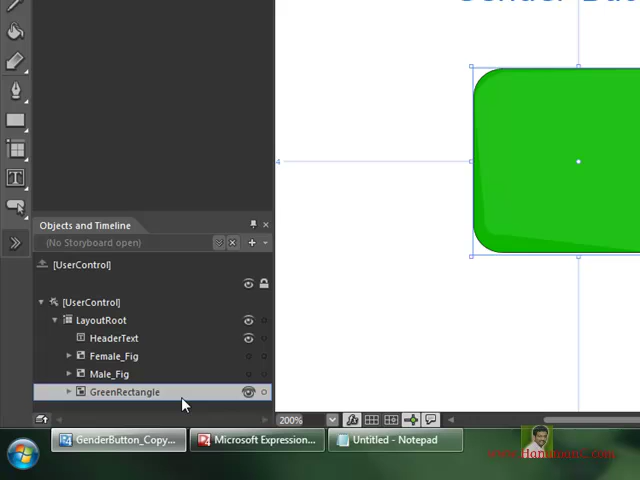 Objects and Timeline
(No Storyboard open)
[UserControl]
[UserControl]
LayoutRoot
HeaderText
Female_Fig
Male_Fig
GreenRectangle
4
200%
GenderButton_Copy...
Microsoft Expression...
Untitled - Notepad